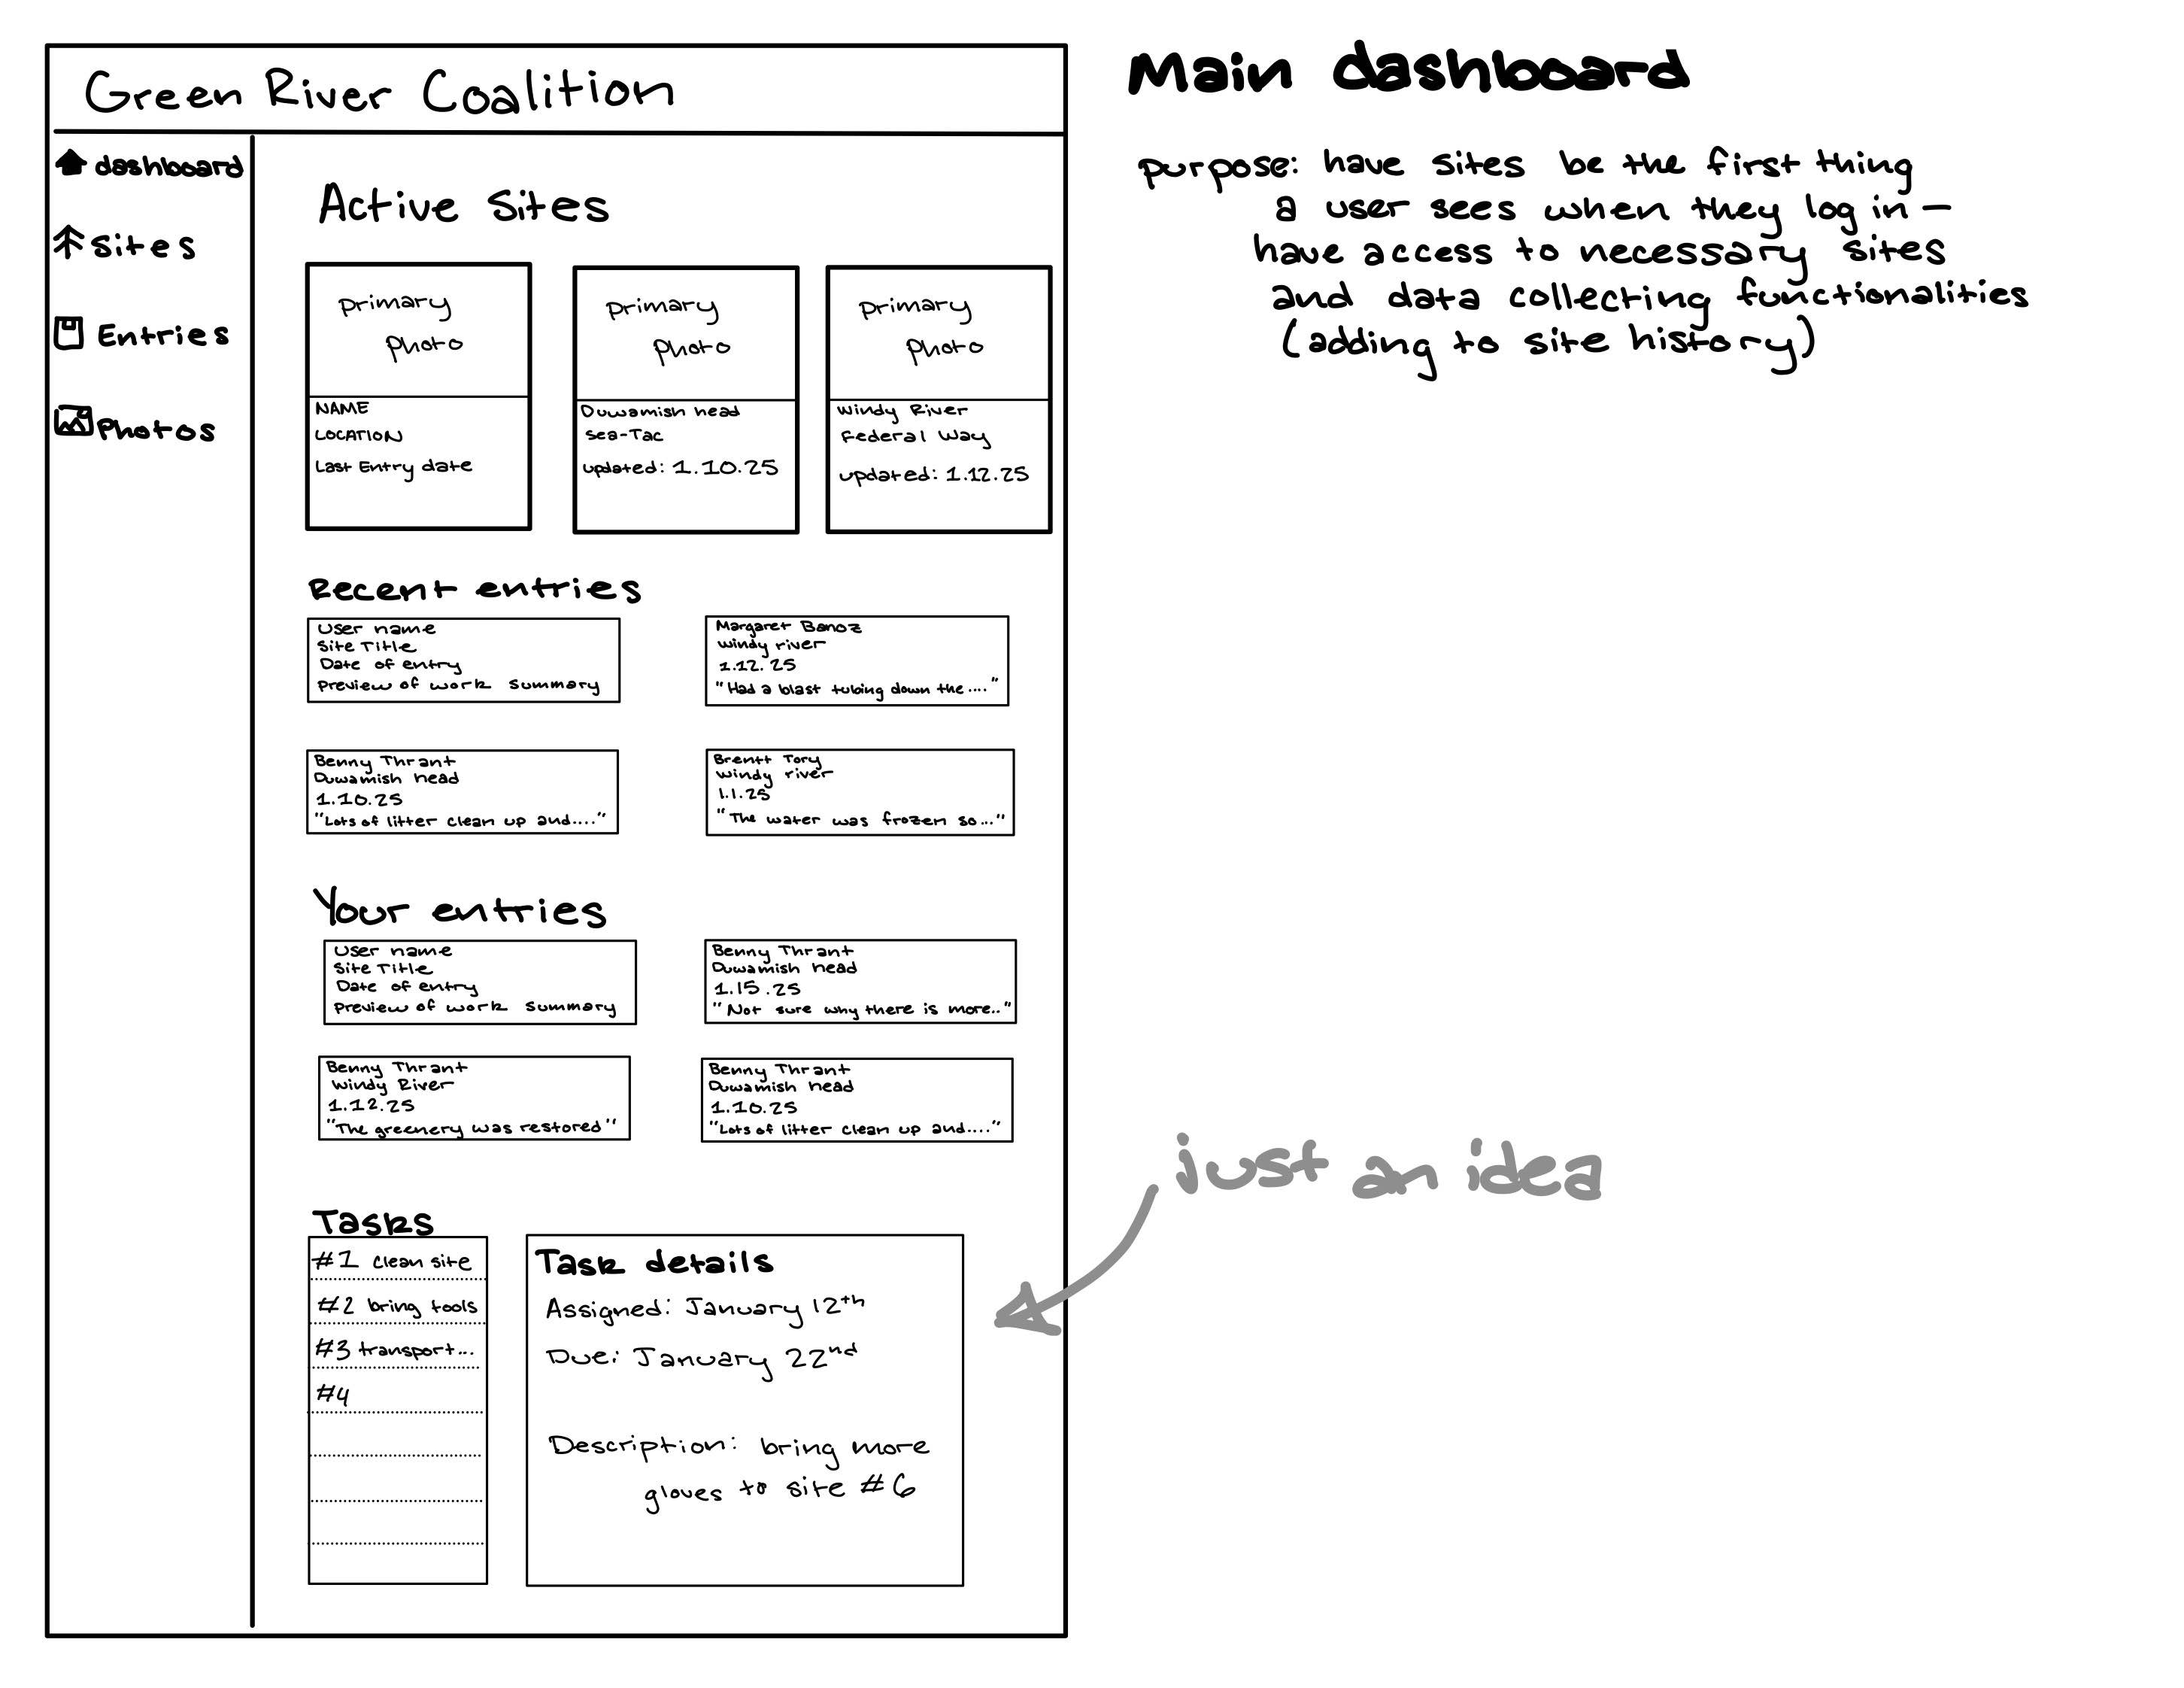 Green River Coalition
dashboard
Sites
Entries
Photos
Active Sites
primary
photo
NAME
LOCATION
Last Entry date
primary
photo
Duwamish head
Sea-Tac
updated: 1.10.25
primary
photo
Windy River
Federal Way
updated: 1.12.25
Recent entries
User name
Site Title
Date of entry
Preview of work summary
Margaret Banoz
windy river
1.12.25
"Had a blast tubing down the...."
Benny Thrant
Duwamish head
1.10.25
"Lots of litter clean up and...."
Brentt Tory
windy river
1.1.25
"The water was frozen so..."
Your entries
User name
Site Title
Date of entry
Preview of work summary
Benny Thrant
Duwamish head
1.15.25
"Not sure why there is more.."
Benny Thrant
Windy River
1.12.25
"The greenery was restored"
Benny Thrant
Duwamish head
1.10.25
"Lots of litter clean up and...."
Tasks
#1 clean site
#2 bring tools
#3 transport...
#4
Task details
Assigned: January 12th
Due: January 22nd
Description: bring more
gloves to site #6
Main dashboard
purpose: have sites be the first thing
a user sees when they log in -
have access to necessary sites
and data collecting functionalities
(adding to site history)
just an idea